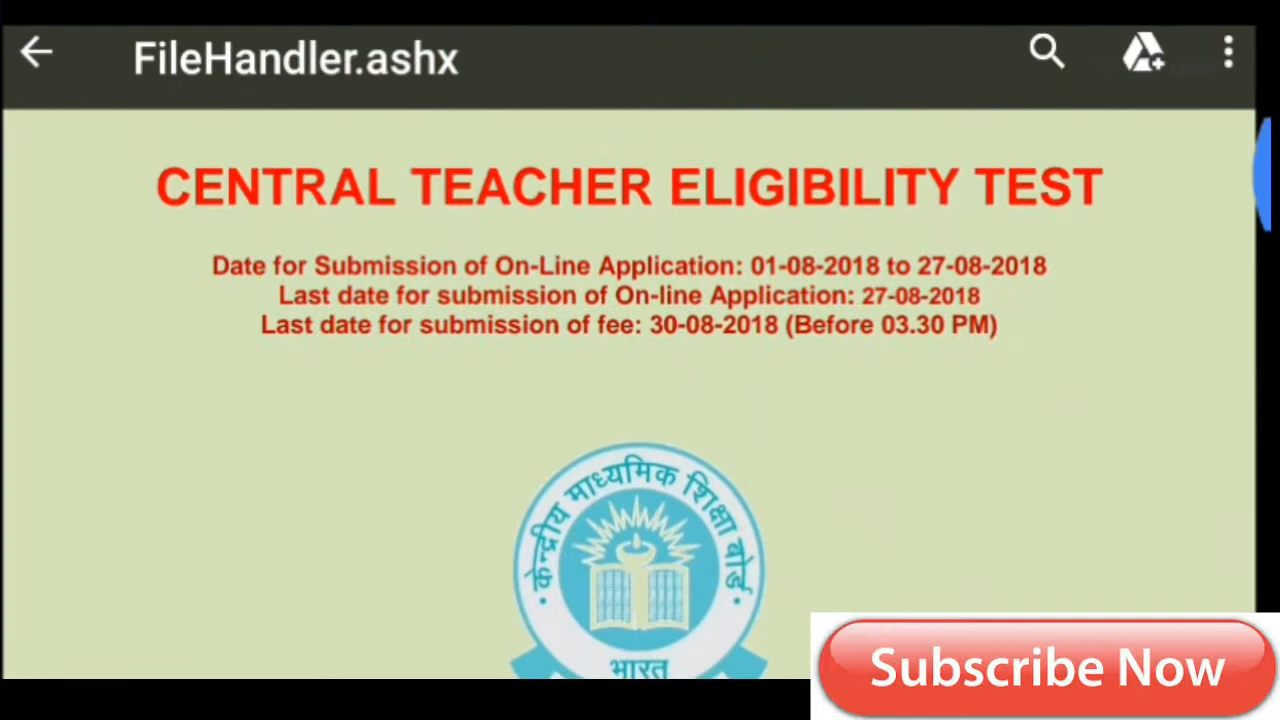 FileHandler.ashx
CENTRAL TEACHER ELIGIBILITY TEST
Date for Submission of On-Line Application: 01-08-2018 to 27-08-2018
Last date for submission of On-line Application: 27-08-2018
Last date for submission of fee: 30-08-2018 (Before 03.30 PM)
केन्द्रीय माध्यमिक शिक्षा बोर्ड
भारत
Subscribe Now